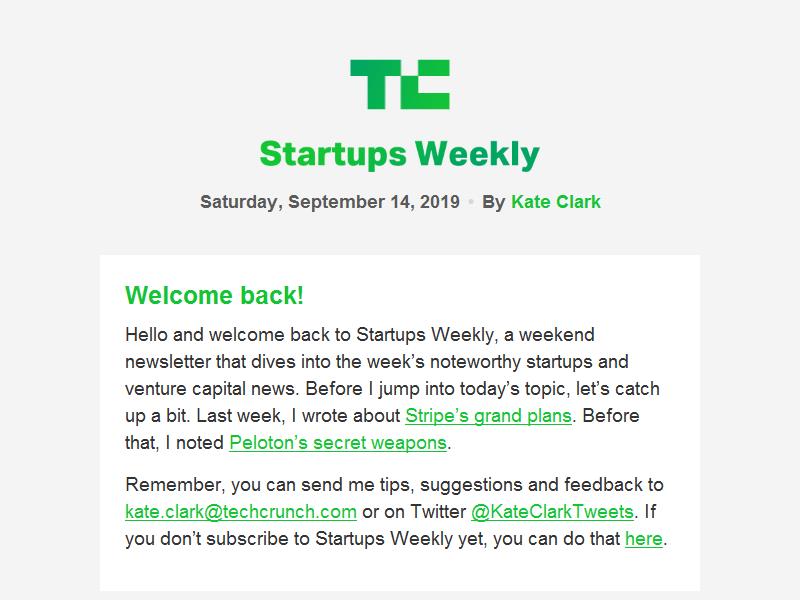 TC
Startups Weekly
Saturday, September 14, 2019 • By Kate Clark
Welcome back!
Hello and welcome back to Startups Weekly, a weekend
newsletter that dives into the week’s noteworthy startups and
venture capital news. Before I jump into today’s topic, let’s catch
up a bit. Last week, I wrote about Stripe’s grand plans. Before
that, I noted Peloton’s secret weapons.
Remember, you can send me tips, suggestions and feedback to
kate.clark@techcrunch.com or on Twitter @KateClarkTweets. If
you don’t subscribe to Startups Weekly yet, you can do that here.